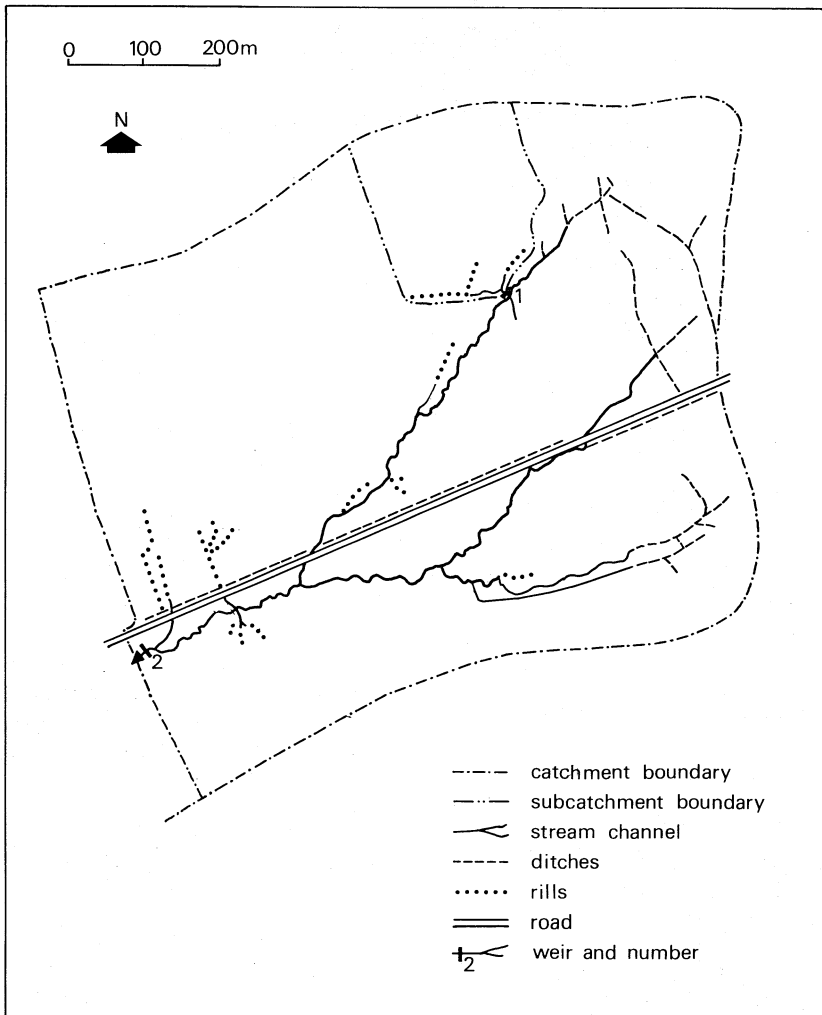 0 100 200m
N
1
2
catchment boundary
subcatchment boundary
stream channel
ditches
rills
road
2 weir and number